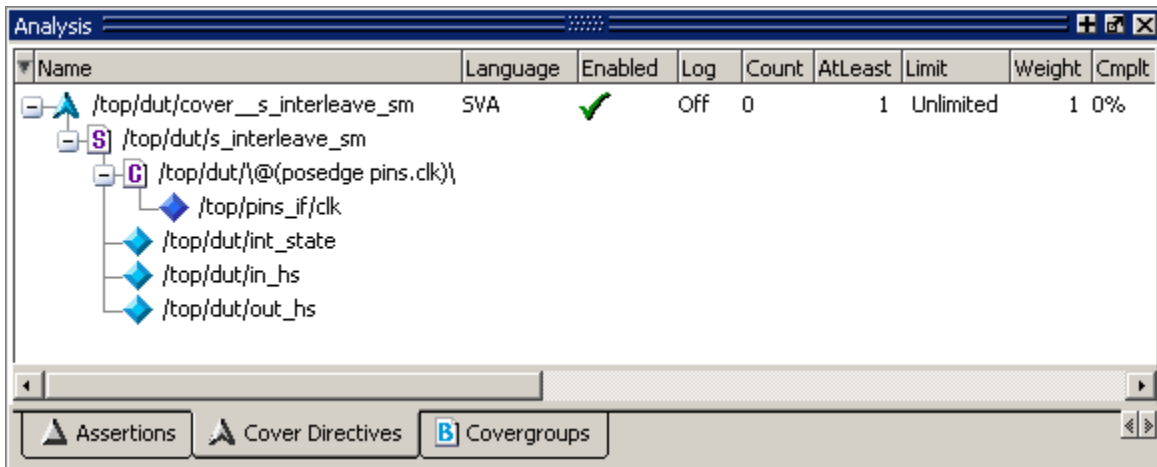 Analysis
Name Language Enabled Log Count AtLeast Limit Weight Cmplt
/top/dut/cover__s_interleave_sm SVA Off 0 1 Unlimited 1 0%
S /top/dut/s_interleave_sm
C /top/dut/\@(posedge pins.clk)\
/top/pins_if/clk
/top/dut/int_state
/top/dut/in_hs
/top/dut/out_hs
Assertions Cover Directives B Covergroups